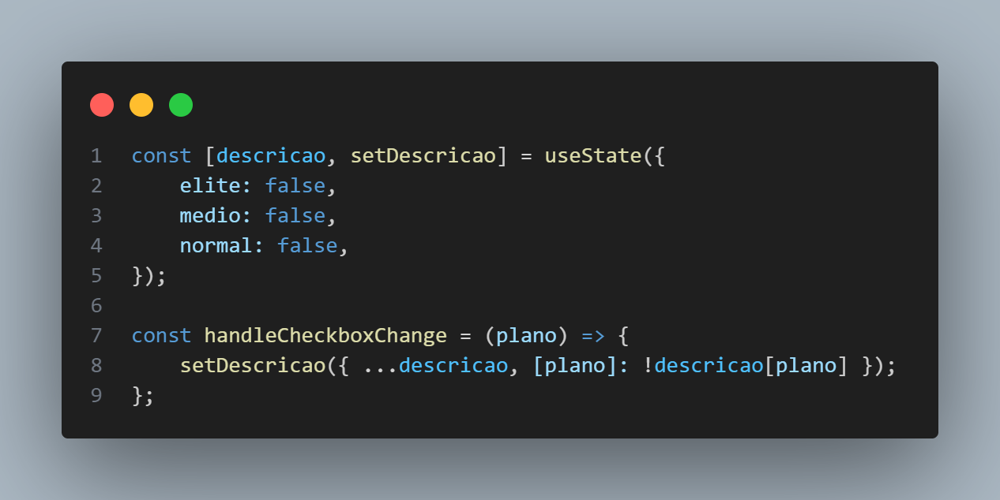 1 const [descricao, setDescricao] = useState({
2     elite: false,
3     medio: false,
4     normal: false,
5 });
6
7 const handleCheckboxChange = (plano) => {
8     setDescricao({ ...descricao, [plano]: !descricao[plano] });
9 };